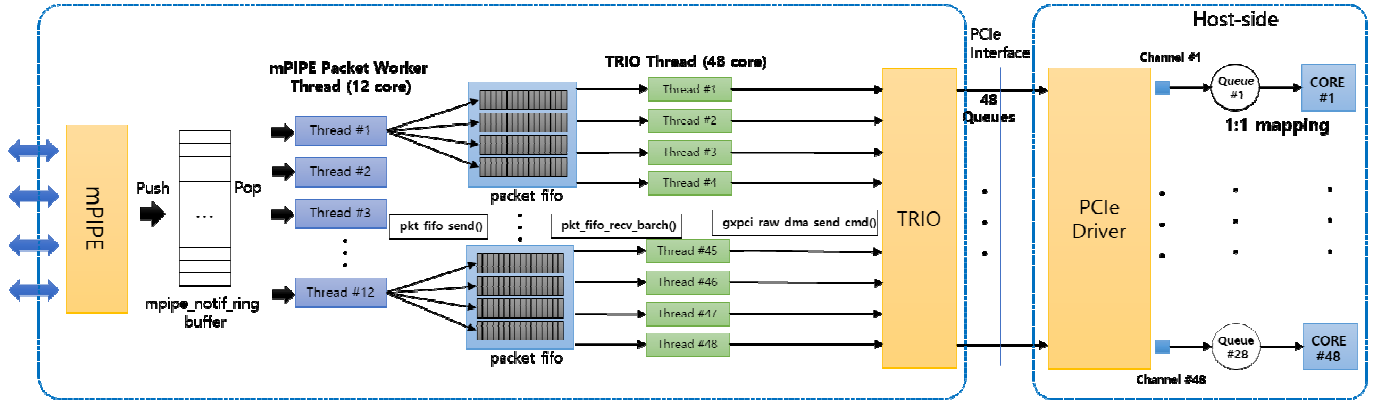 Host-side
PCIe
Interface
mPIPE Packet Worker
Thread (12 core)
TRIO Thread (48 core)
Channel #1
Thread #1
Thread #2
Thread #3
Thread #12
mPIPE
Push
Pop
...
mpipe_notif_ring
buffer
packet fifo
packet fifo
pkt fifo send()
pkt_fifo_recv_barch()
gxpci raw dma send cmd()
Thread #1
Thread #2
Thread #3
Thread #4
Thread #45
Thread #46
Thread #47
Thread #48
TRIO
48
Queues
PCIe
Driver
Queue
#1
CORE
#1
1:1 mapping
Queue
#28
CORE
#48
Channel #48